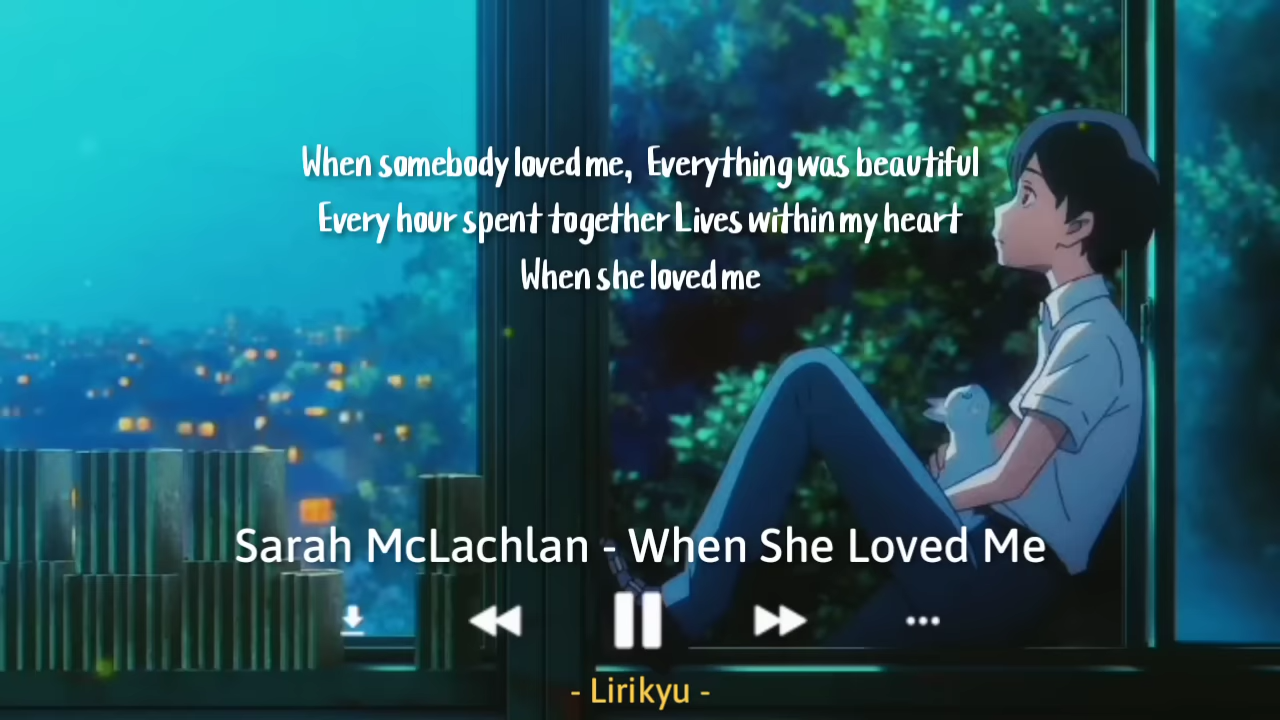 When somebody loved me, Everything was beautiful
Every hour spent together Lives within my heart
When she loved me
Sarah McLachlan - When She Loved Me
- Lirikyu -